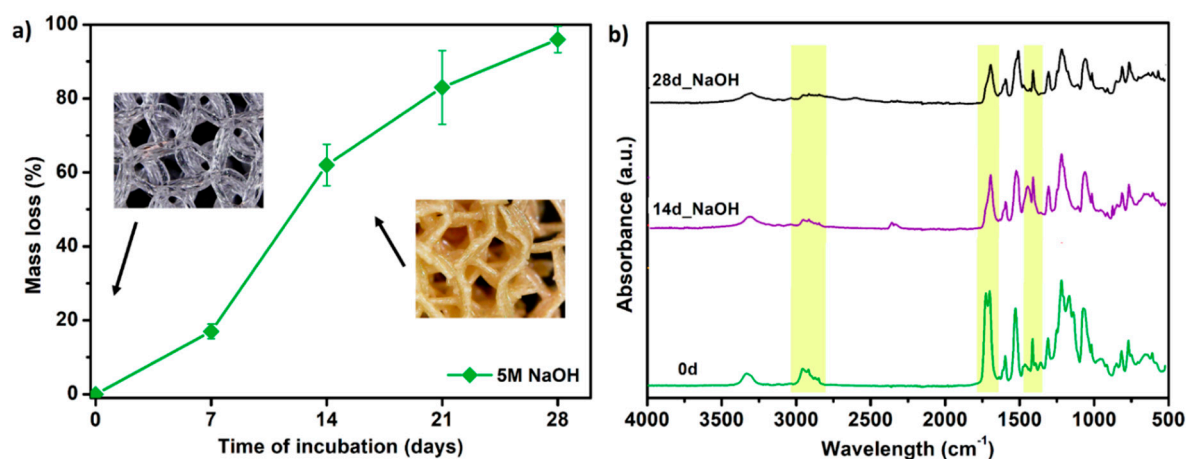 a)
Mass loss (%)
100
80
60
40
20
0
0 7 14 21 28
Time of incubation (days)
5M NaOH
b)
Absorbance (a.u.)
28d_NaOH
14d_NaOH
0d
4000 3500 3000 2500 2000 1500 1000 500
Wavelength (cm⁻¹)